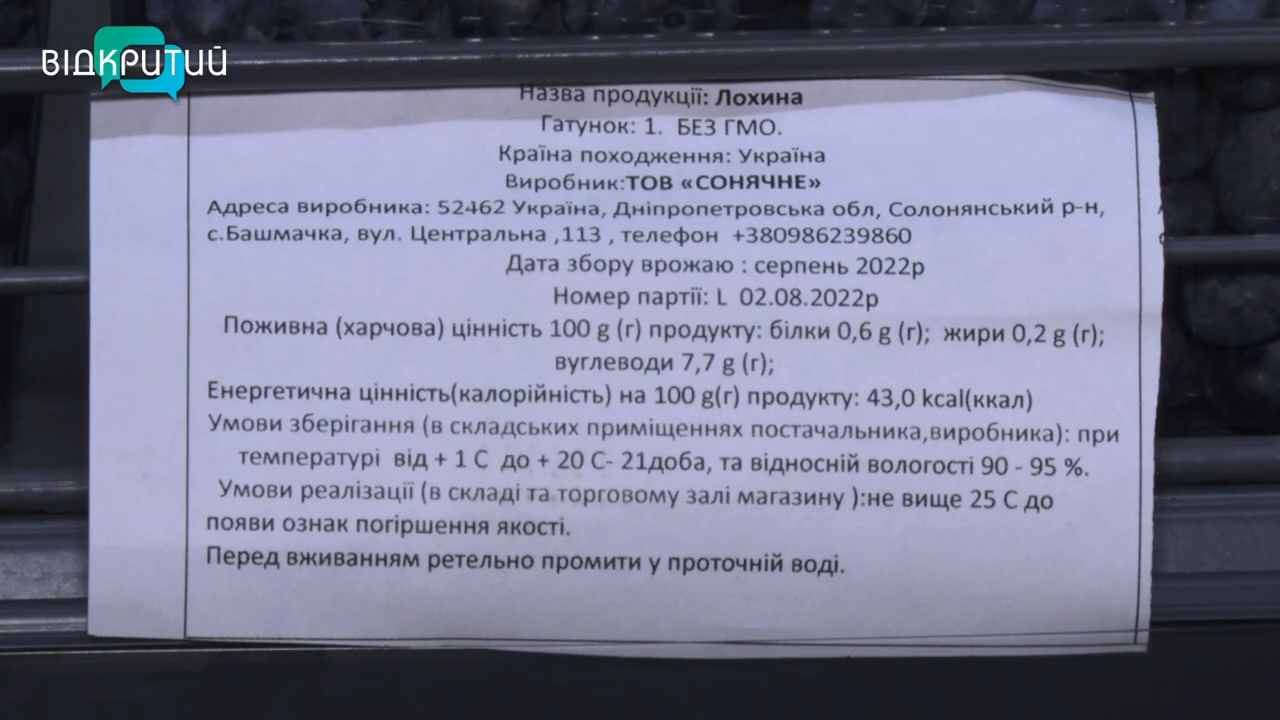 ВІДКРИТИЙ
Назва продукції: Лохина
Гатунок: 1. БЕЗ ГМО.
Країна походження: Україна
Виробник:ТОВ «СОНЯЧНЕ»
Адреса виробника: 52462 Україна, Дніпропетровська обл, Солонянський р-н,
с.Башмачка, вул. Центральна ,113 , телефон +380986239860
Дата збору врожаю : серпень 2022р
Номер партії: L 02.08.2022р
Поживна (харчова) цінність 100 g (г) продукту: білки 0,6 g (г); жири 0,2 g (г);
вуглеводи 7,7 g (г);
Енергетична цінність(калорійність) на 100 g(г) продукту: 43,0 kcal(ккал)
Умови зберігання (в складських приміщеннях постачальника,виробника): при
температурі від + 1 С до + 20 С- 21доба, та відносній вологості 90 - 95 %.
Умови реалізації (в складі та торговому залі магазину ):не вище 25 С до
появи ознак погіршення якості.
Перед вживанням ретельно промити у проточній воді.